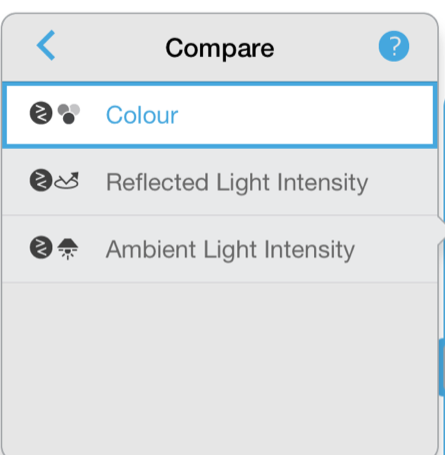 Compare
?
Colour
Reflected Light Intensity
Ambient Light Intensity